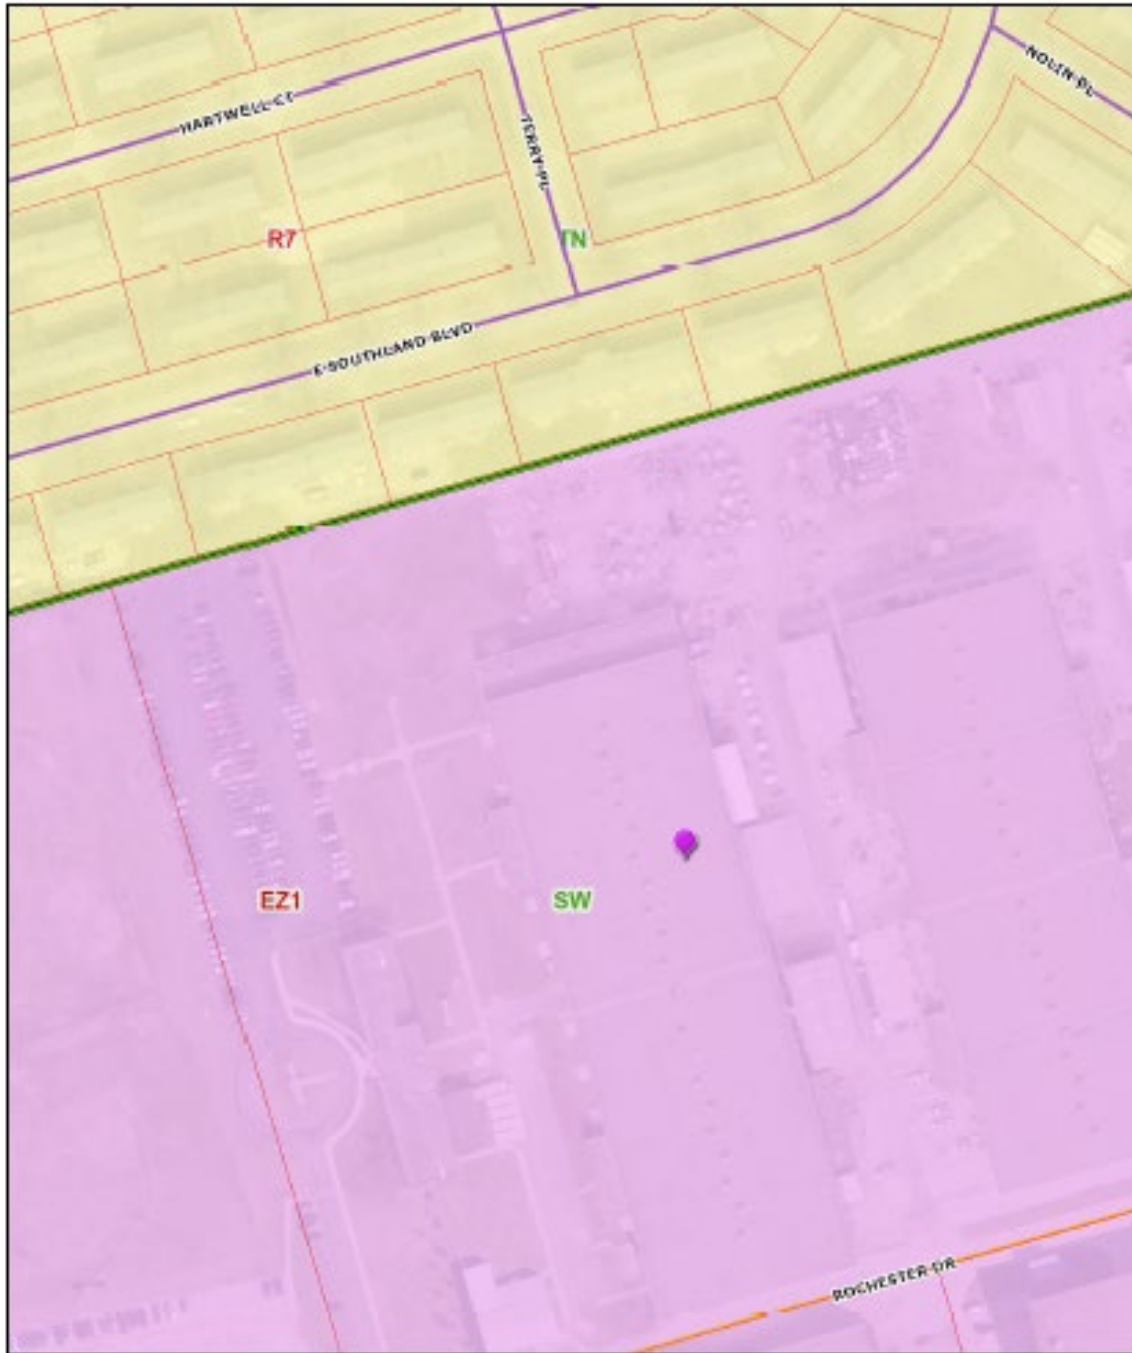 NOLIN PL
HARTWELL CT
TERRY PL
R7
TN
E SOUTHLAND BLVD
EZ1
SW
ROCHESTER DR